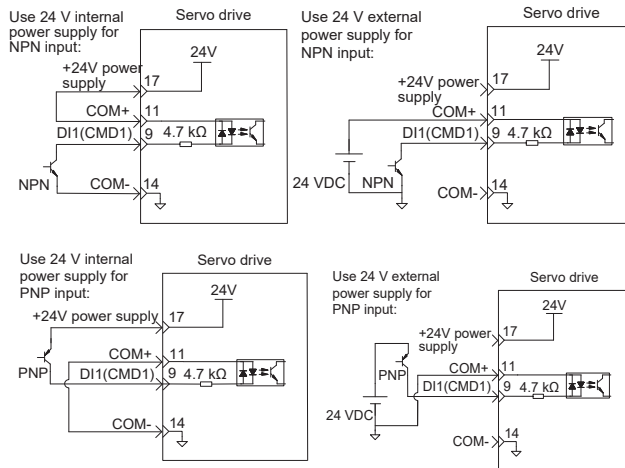 Use 24 V internal
power supply for
NPN input:
Servo drive
24V
+24V power
supply
17
COM+
11
DI1(CMD1)
9
4.7 kΩ
NPN
COM-
14
Use 24 V external
power supply for
NPN input:
Servo drive
24V
+24V power
supply
17
COM+
11
DI1(CMD1)
9
4.7 kΩ
24 VDC
NPN
COM-
14
Use 24 V internal
power supply for
PNP input:
Servo drive
24V
+24V power supply
17
COM+
11
PNP
DI1(CMD1)
9
4.7 kΩ
COM-
14
Use 24 V external
power supply for
PNP input:
Servo drive
24V
+24V power
supply
17
PNP
COM+
11
DI1(CMD1)
9
4.7 kΩ
24 VDC
COM-
14